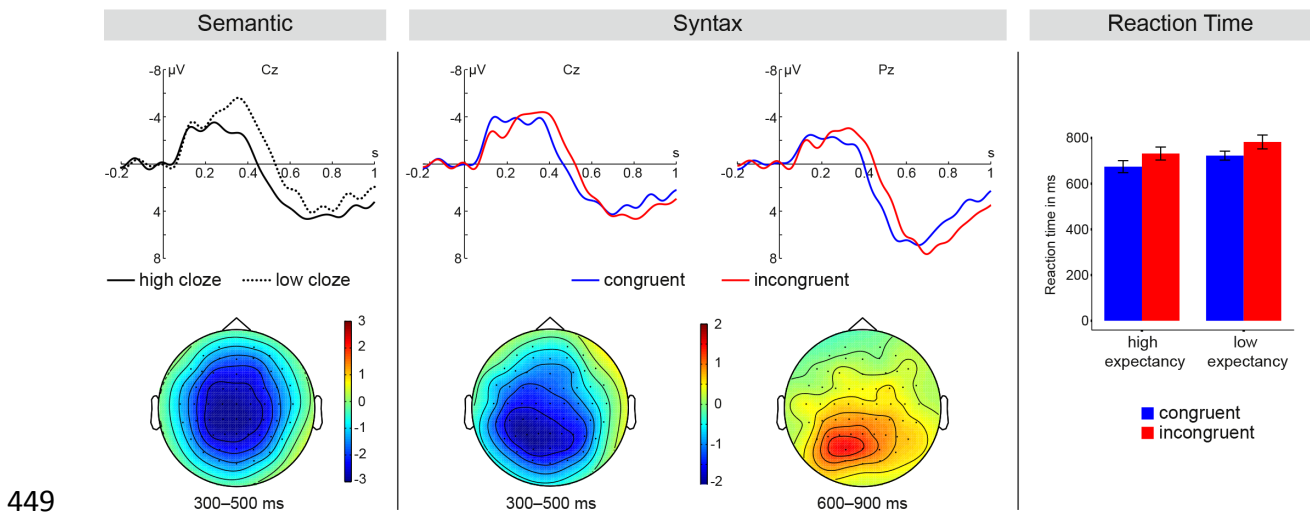 Semantic
Syntax
Reaction Time
-8 µV Cz
-4
s
-0.2 0.2 0.4 0.6 0.8 1
4
8
high cloze low cloze
-8 µV Cz
-4
s
-0.2 0.2 0.4 0.6 0.8 1
4
8
-8 µV Pz
-4
s
-0.2 0.2 0.4 0.6 0.8 1
4
8
congruent incongruent
3
2
1
0
-1
-2
-3
300–500 ms
300–500 ms
2
1
0
-1
-2
600–900 ms
Reaction time in ms
800
600
400
200
0
high
expectancy
low
expectancy
congruent
incongruent
449